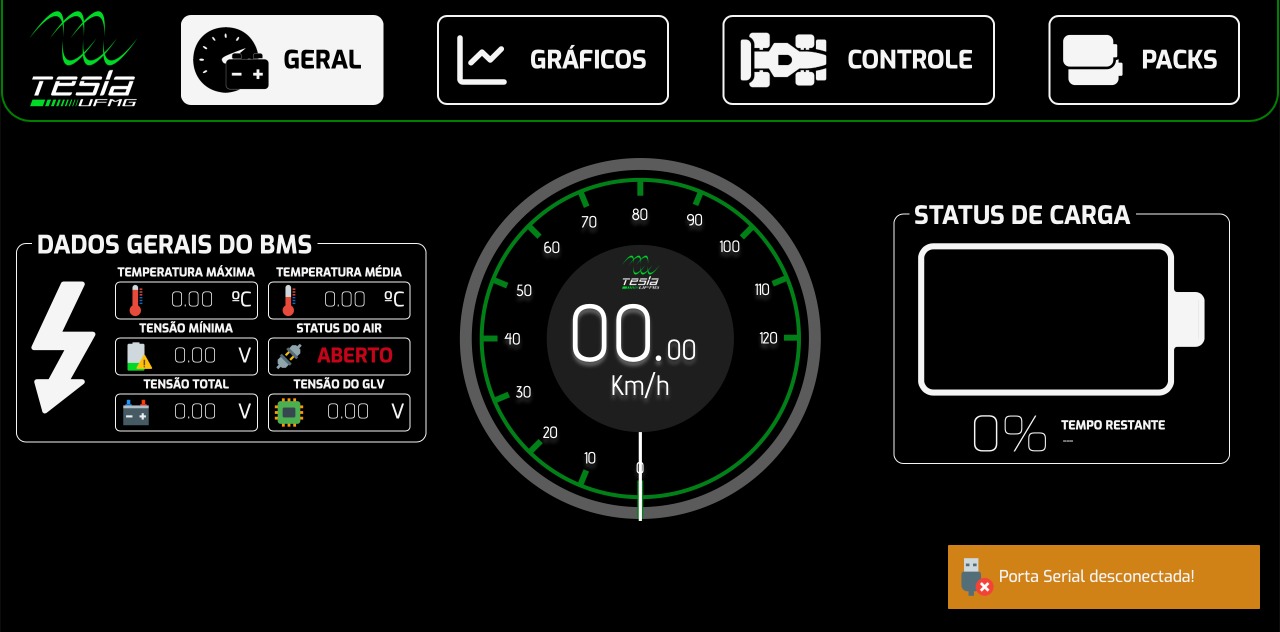 TESLA
UFMG
GERAL
GRÁFICOS
CONTROLE
PACKS
DADOS GERAIS DO BMS
TEMPERATURA MÁXIMA
TEMPERATURA MÉDIA
0.00 ºC
0.00 ºC
TENSÃO MÍNIMA
STATUS DO AIR
0.00 V
ABERTO
TENSÃO TOTAL
TENSÃO DO GLV
0.00 V
0.00 V
0
10
20
30
40
50
60
70
80
90
100
110
120
TESLA
UFMG
00.00
Km/h
STATUS DE CARGA
0%
TEMPO RESTANTE
---
Porta Serial desconectada!